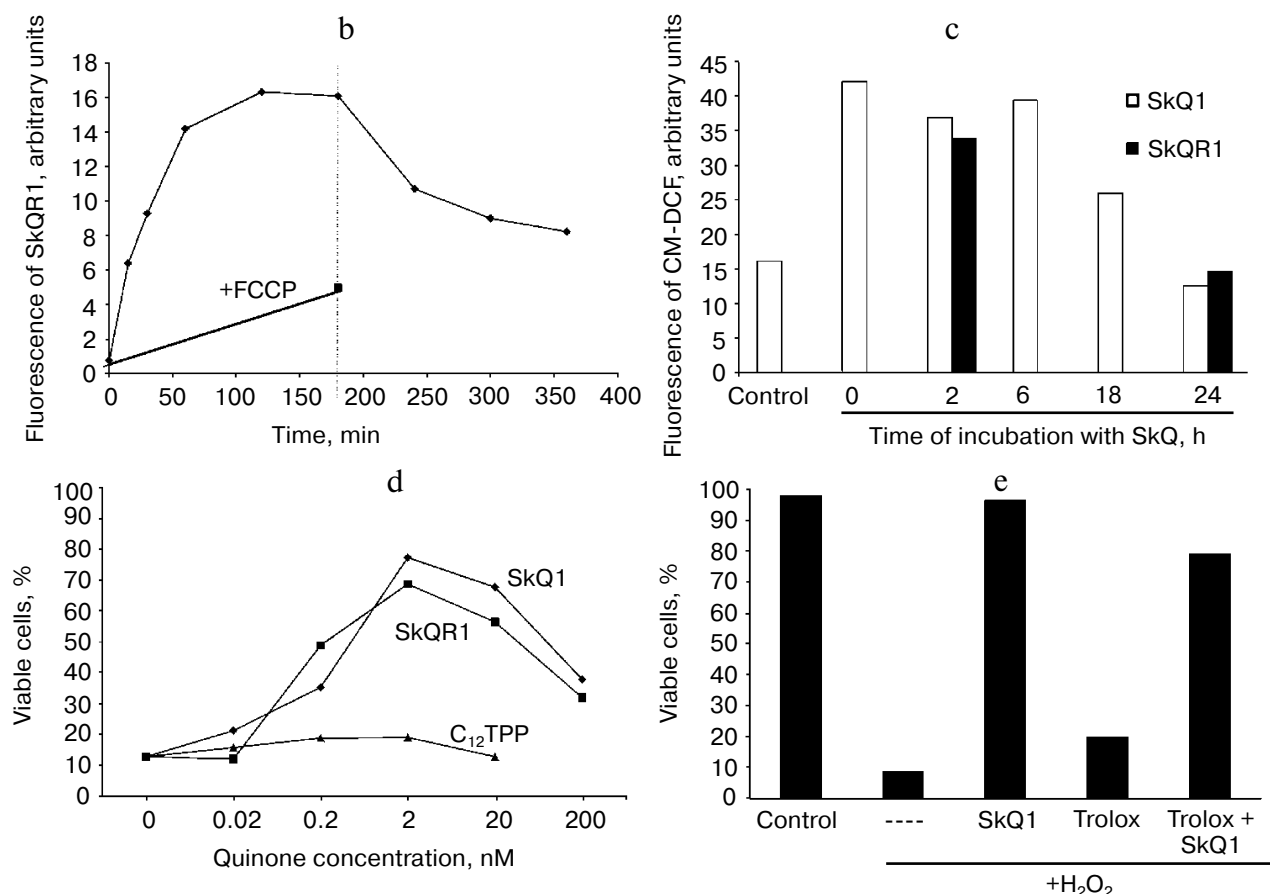 b
Fluorescence of SkQR1, arbitrary units
18
16
14
12
10
8
6
4
2
0
+FCCP
0 50 100 150 200 250 300 350 400
Time, min
c
Fluorescence of CM-DCF, arbitrary units
45
40
35
30
25
20
15
10
5
0
SkQ1
SkQR1
Control 0 2 6 18 24
Time of incubation with SkQ, h
d
Viable cells, %
100
90
80
70
60
50
40
30
20
10
0
SkQ1
SkQR1
C₁₂TPP
0 0.02 0.2 2 20 200
Quinone concentration, nM
e
Viable cells, %
100
90
80
70
60
50
40
30
20
10
0
Control ---- SkQ1 Trolox Trolox +
SkQ1
+H₂O₂